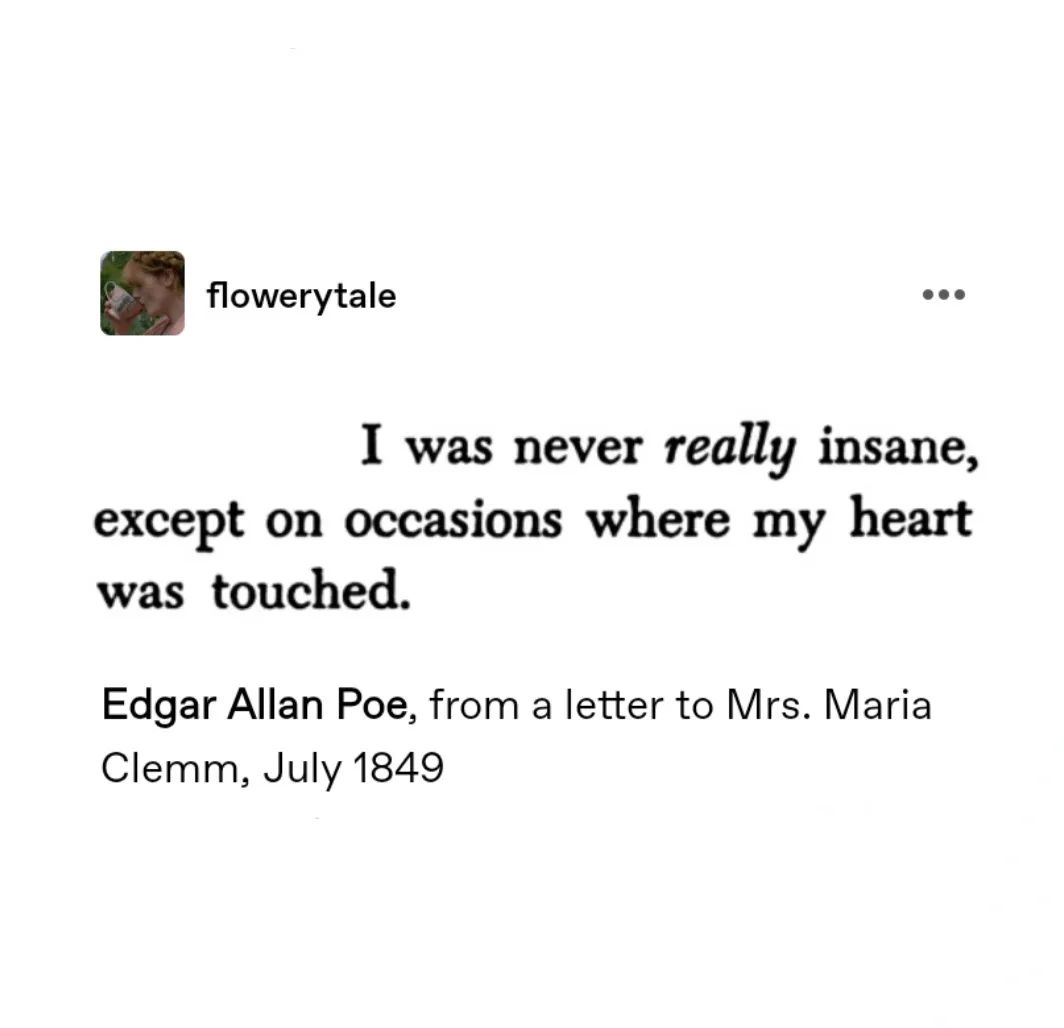 flowerytale
I was never really insane,
except on occasions where my heart
was touched.
Edgar Allan Poe, from a letter to Mrs. Maria
Clemm, July 1849